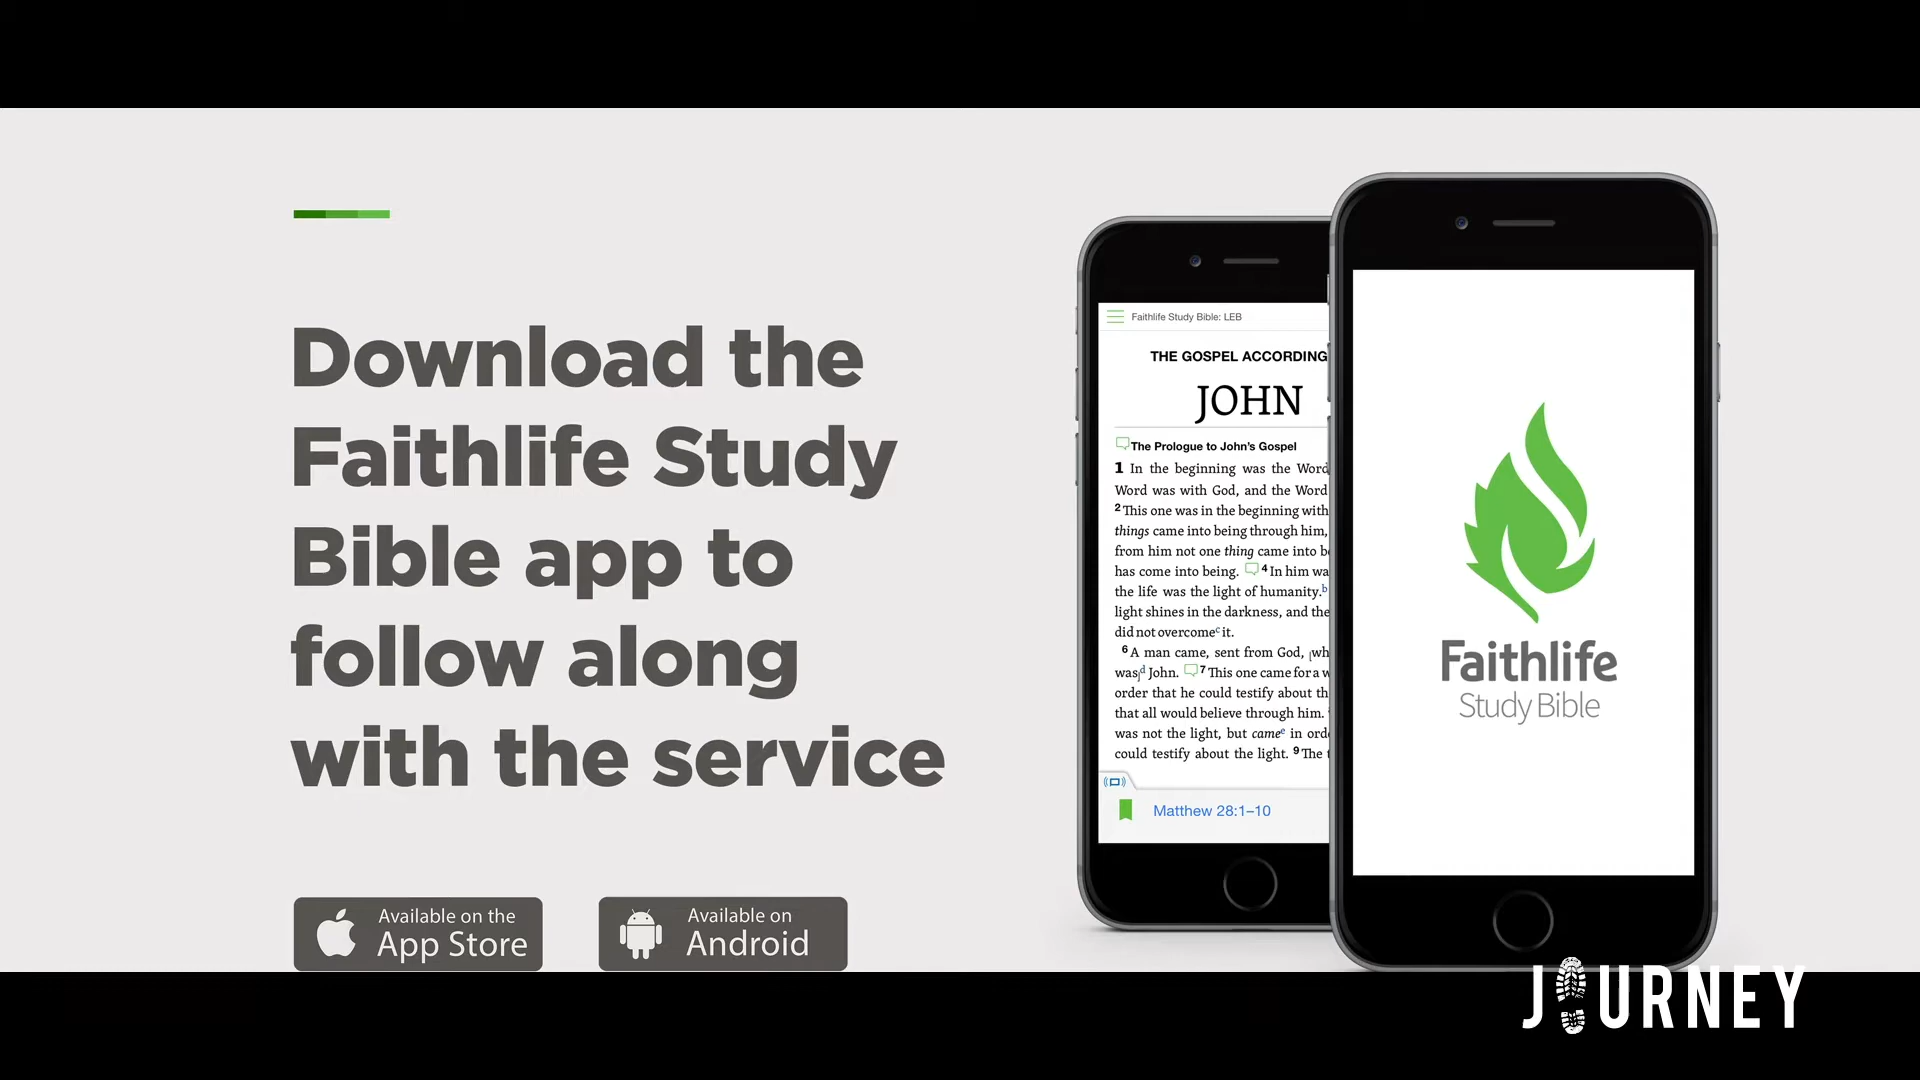 Download the
Faithlife Study
Bible app to
follow along
with the service
Available on the
App Store
Available on
Android
Faithlife Study Bible: LEB
THE GOSPEL ACCORDING
JOHN
The Prologue to John's Gospel
1 In the beginning was the Word
Word was with God, and the Word
2 This one was in the beginning with
things came into being through him,
from him not one thing came into b
has come into being. 4 In him wa
the life was the light of humanity.b
light shines in the darkness, and the
did not overcomec it.
6 A man came, sent from God, ⌊wh
was⌋d John. 7 This one came for a w
order that he could testify about th
that all would believe through him.
was not the light, but camee in orde
could testify about the light. 9 The t
Matthew 28:1–10
Faithlife
Study Bible
JOURNEY